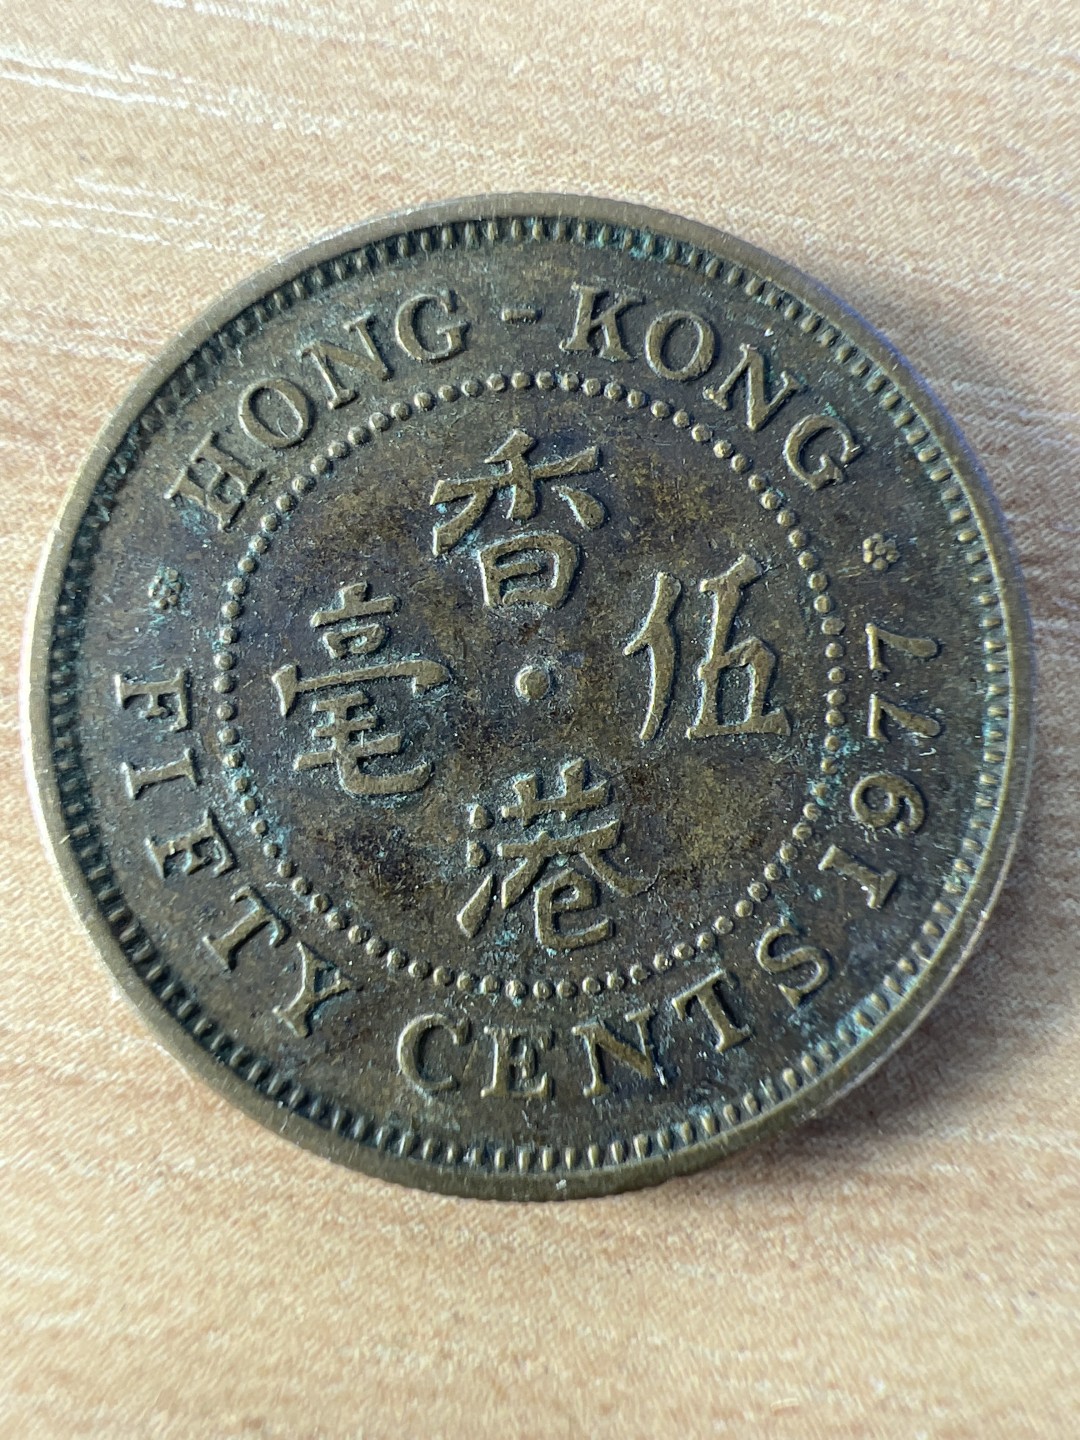 HONG-KONG
1977
FIFTY CENTS
香港
伍毫